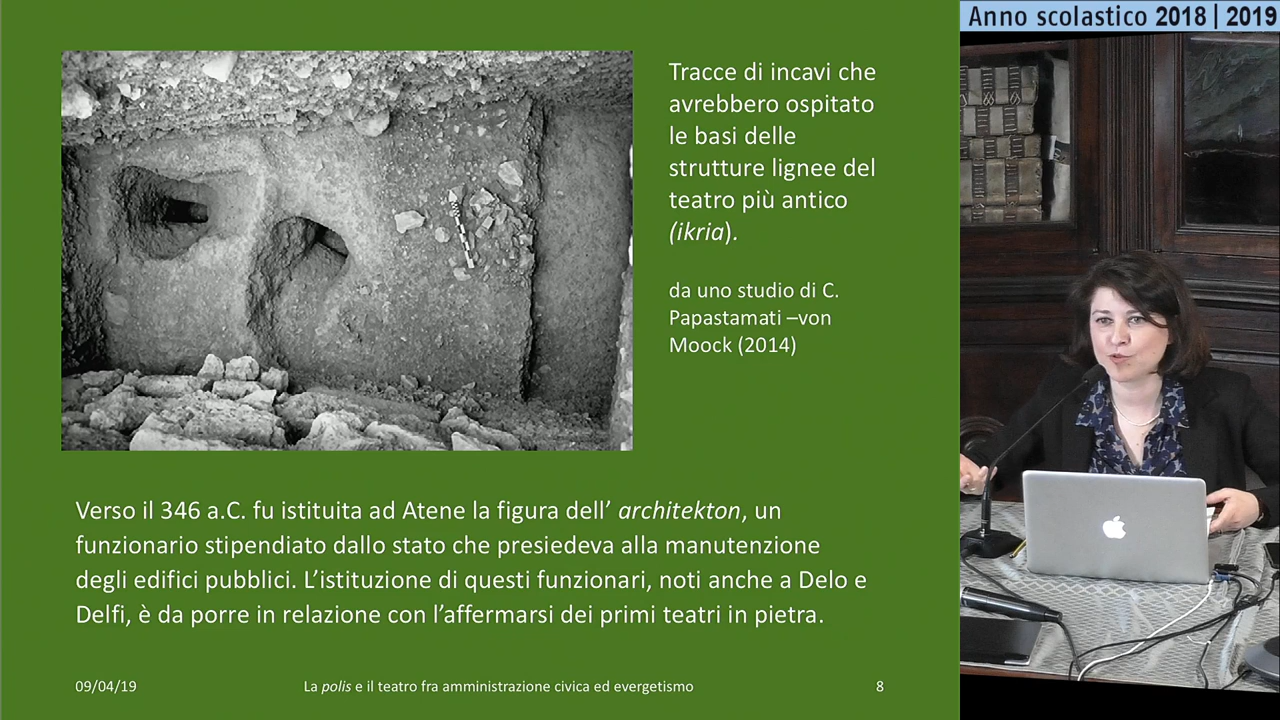 Anno scolastico 2018 | 2019
Tracce di incavi che
avrebbero ospitato
le basi delle
strutture lignee del
teatro più antico
(ikria).
da uno studio di C.
Papastamati –von
Moock (2014)
Verso il 346 a.C. fu istituita ad Atene la figura dell’ architekton, un
funzionario stipendiato dallo stato che presiedeva alla manutenzione
degli edifici pubblici. L’istituzione di questi funzionari, noti anche a Delo e
Delfi, è da porre in relazione con l’affermarsi dei primi teatri in pietra.
09/04/19
La polis e il teatro fra amministrazione civica ed evergetismo
8